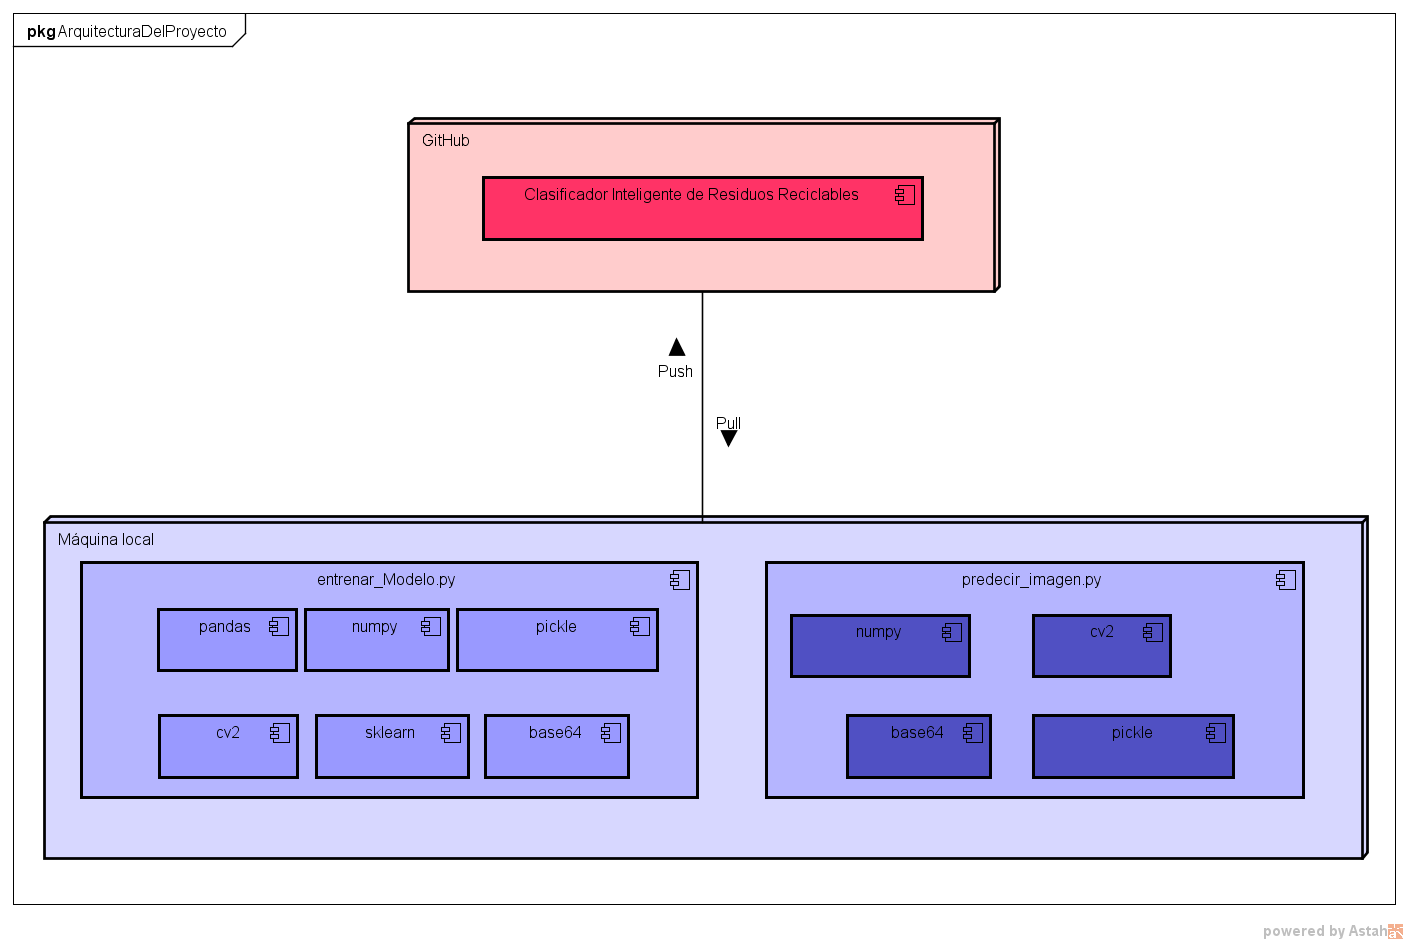 pkg ArquitecturaDelProyecto
GitHub
Clasificador Inteligente de Residuos Reciclables
Push
Pull
Máquina local
entrenar_Modelo.py
pandas
numpy
pickle
cv2
sklearn
base64
predecir_imagen.py
numpy
cv2
base64
pickle
powered by Astah